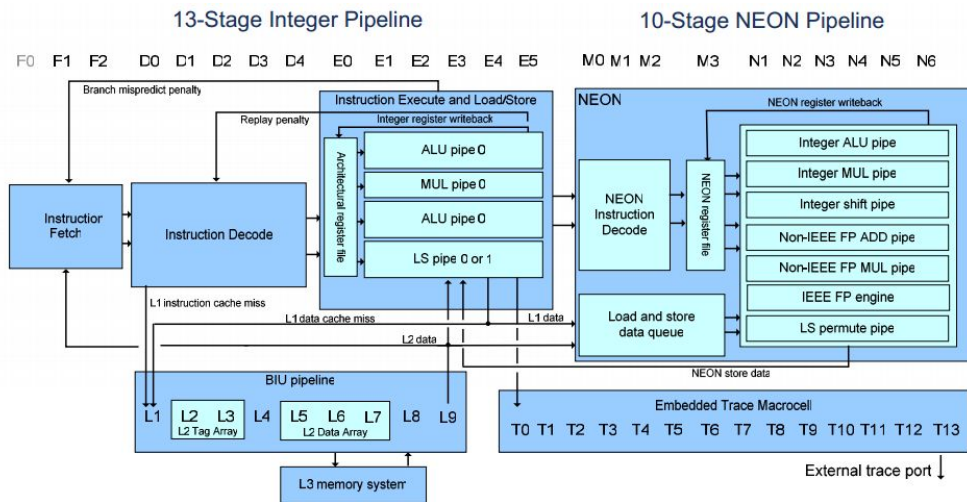 13-Stage Integer Pipeline
10-Stage NEON Pipeline
F0 F1 F2 D0 D1 D2 D3 D4 E0 E1 E2 E3 E4 E5 M0 M1 M2 M3 N1 N2 N3 N4 N5 N6
Branch mispredict penalty
Replay penalty
Instruction Fetch
Instruction Decode
Instruction Execute and Load/Store
Integer register writeback
Architectural register file
ALU pipe 0
MUL pipe 0
ALU pipe 0
LS pipe 0 or 1
NEON
NEON register writeback
NEON Instruction Decode
NEON register file
Integer ALU pipe
Integer MUL pipe
Integer shift pipe
Non-IEEE FP ADD pipe
Non-IEEE FP MUL pipe
IEEE FP engine
LS permute pipe
Load and store data queue
L1 instruction cache miss
L1 data cache miss
L1 data
L2 data
NEON store data
BIU pipeline
L1 L2 L3 L4 L5 L6 L7 L8 L9
L2 Tag Array
L2 Data Array
L3 memory system
Embedded Trace Macrocell
T0 T1 T2 T3 T4 T5 T6 T7 T8 T9 T10 T11 T12 T13
External trace port